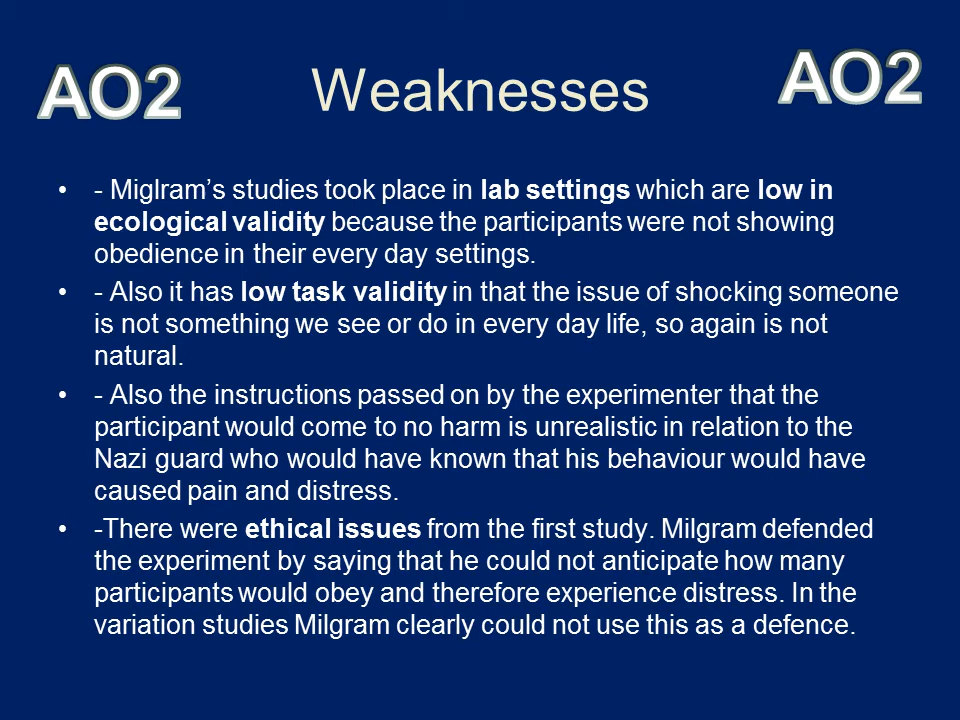 AO2
Weaknesses
AO2
• - Miglram’s studies took place in lab settings which are low in
ecological validity because the participants were not showing
obedience in their every day settings.
• - Also it has low task validity in that the issue of shocking someone
is not something we see or do in every day life, so again is not
natural.
• - Also the instructions passed on by the experimenter that the
participant would come to no harm is unrealistic in relation to the
Nazi guard who would have known that his behaviour would have
caused pain and distress.
• -There were ethical issues from the first study. Milgram defended
the experiment by saying that he could not anticipate how many
participants would obey and therefore experience distress. In the
variation studies Milgram clearly could not use this as a defence.